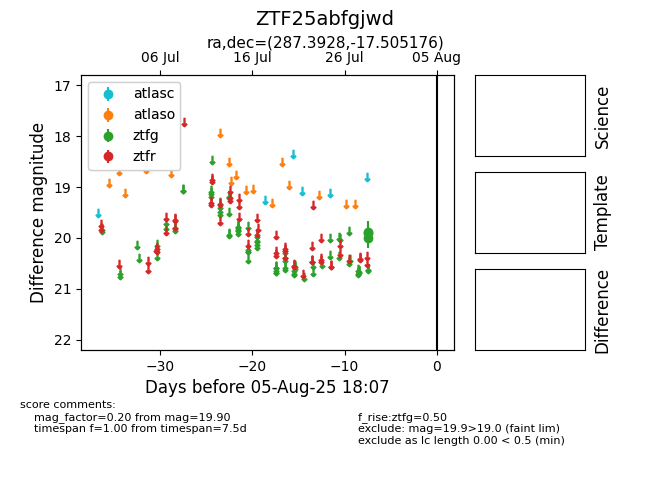 ZTF25abfgjwd
ra,dec=(287.3928,-17.505176)
06 Jul 16 Jul 26 Jul 05 Aug
17
18
19
20
21
22
Difference magnitude
atlasc
atlaso
ztfg
ztfr
−30 −20 −10 0
Days before 05-Aug-25 18:07
Science
Template
Difference
score comments:
mag_factor=0.20 from mag=19.90
timespan f=1.00 from timespan=7.5d
f_rise:ztfg=0.50
exclude: mag=19.9>19.0 (faint lim)
exclude as lc length 0.00 < 0.5 (min)